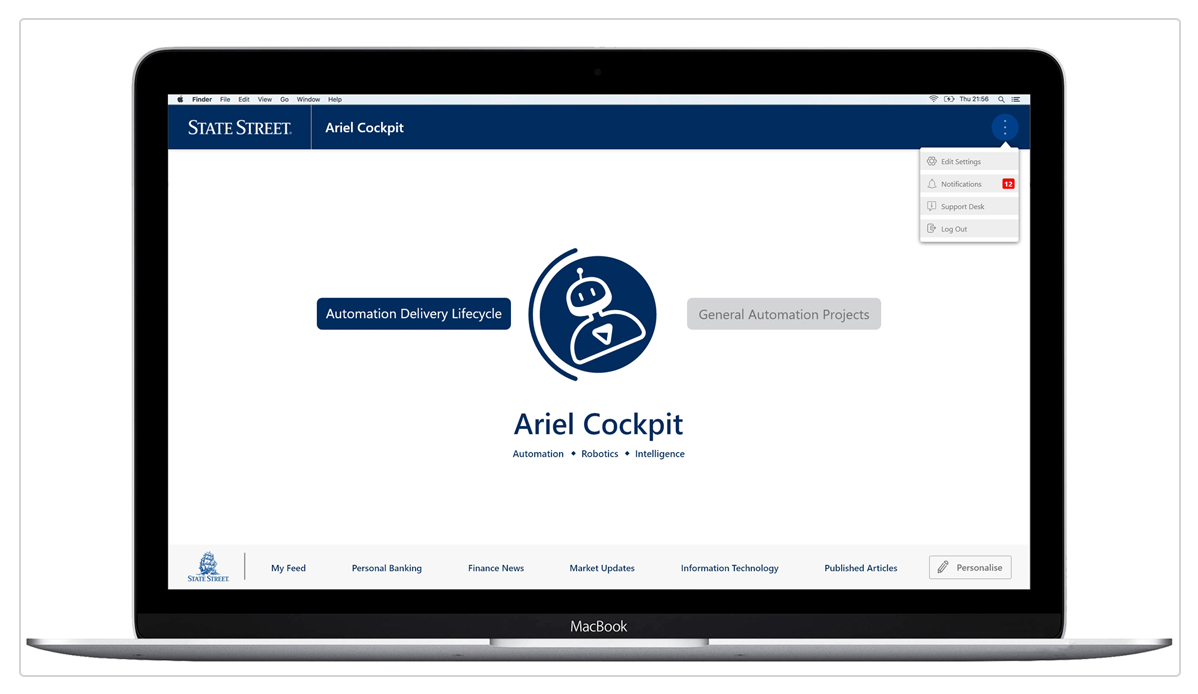 Finder File Edit View Go Window Help Thu 21:56
STATE STREET. Ariel Cockpit
Edit Settings
Notifications 12
Support Desk
Log Out
Automation Delivery Lifecycle
General Automation Projects
Ariel Cockpit
Automation ◆ Robotics ◆ Intelligence
STATE STREET.
My Feed Personal Banking Finance News Market Updates Information Technology Published Articles Personalise
MacBook